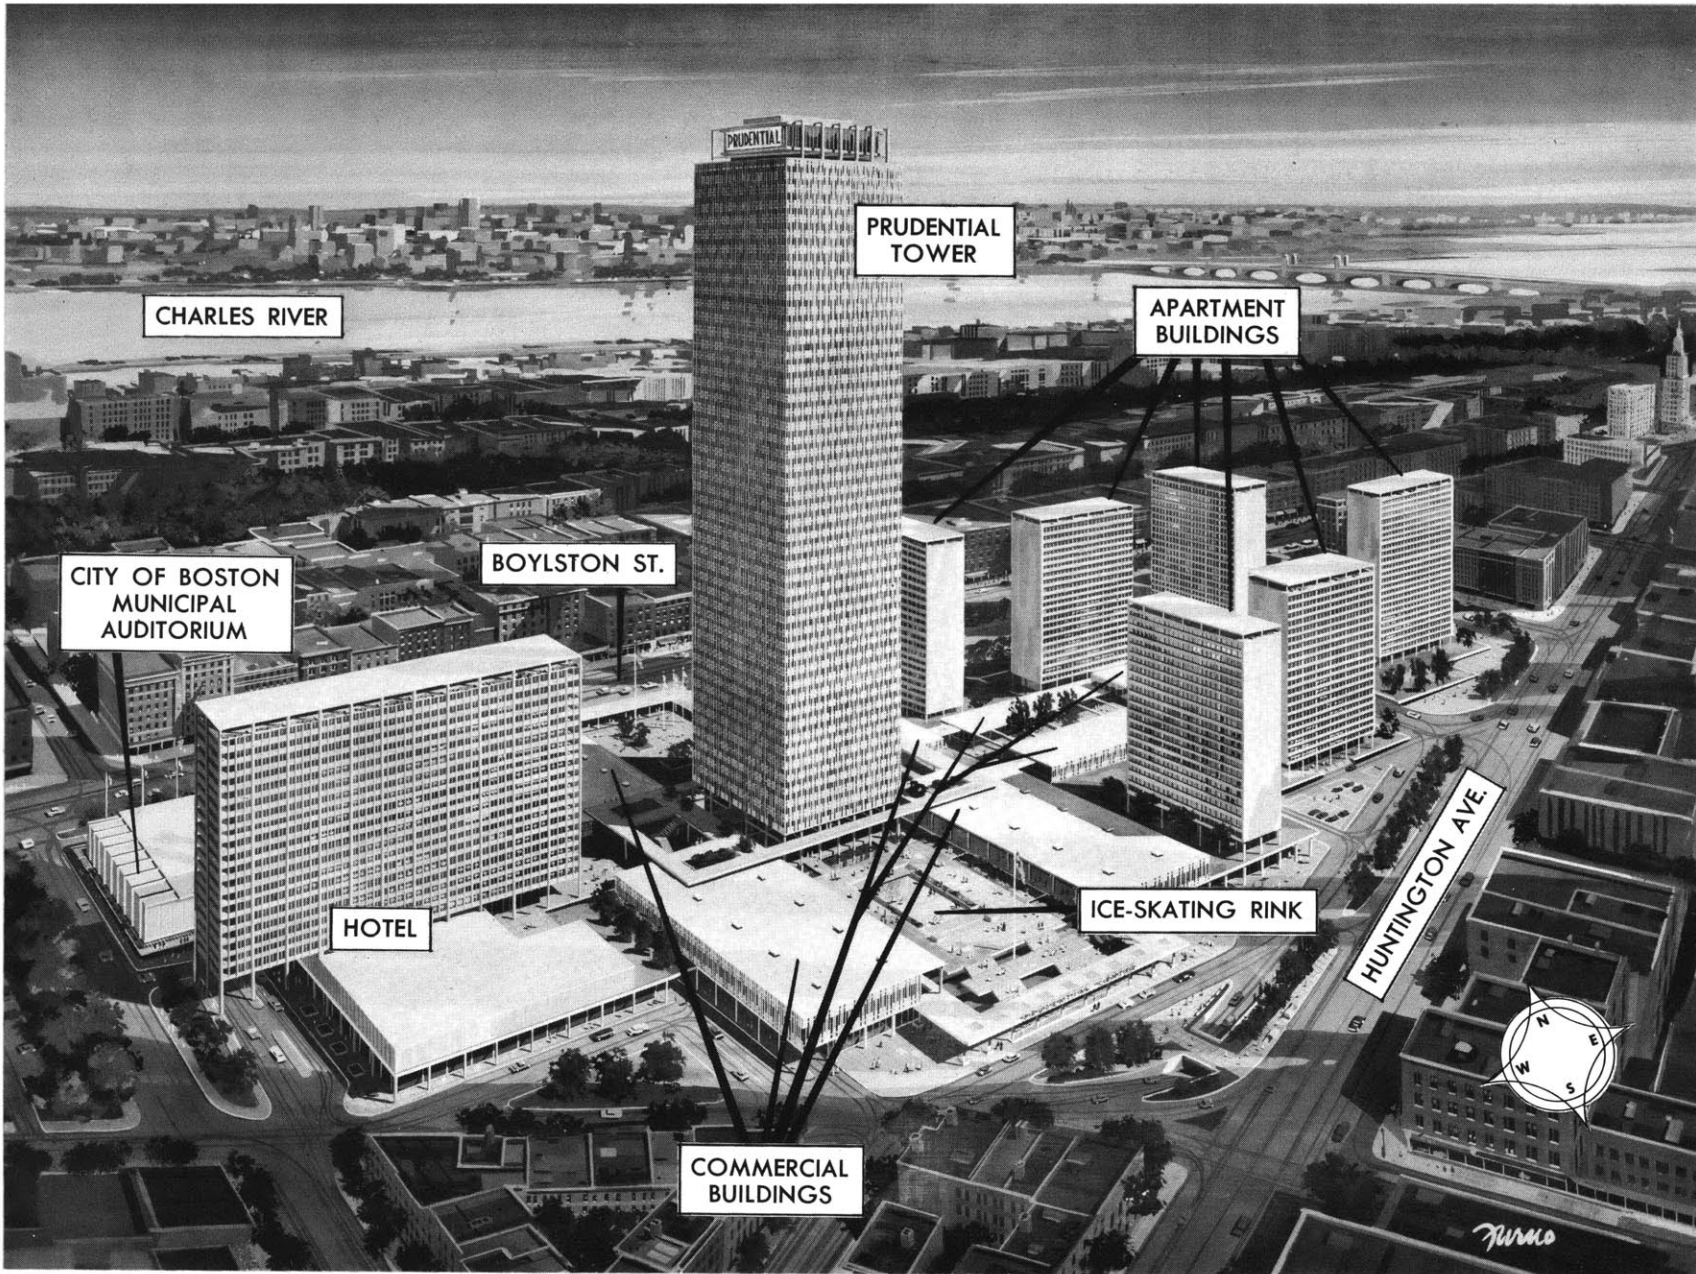 PRUDENTIAL
PRUDENTIAL
TOWER
CHARLES RIVER
APARTMENT
BUILDINGS
BOYLSTON ST.
CITY OF BOSTON
MUNICIPAL
AUDITORIUM
HOTEL
ICE-SKATING RINK
HUNTINGTON AVE.
N
E
W
S
COMMERCIAL
BUILDINGS